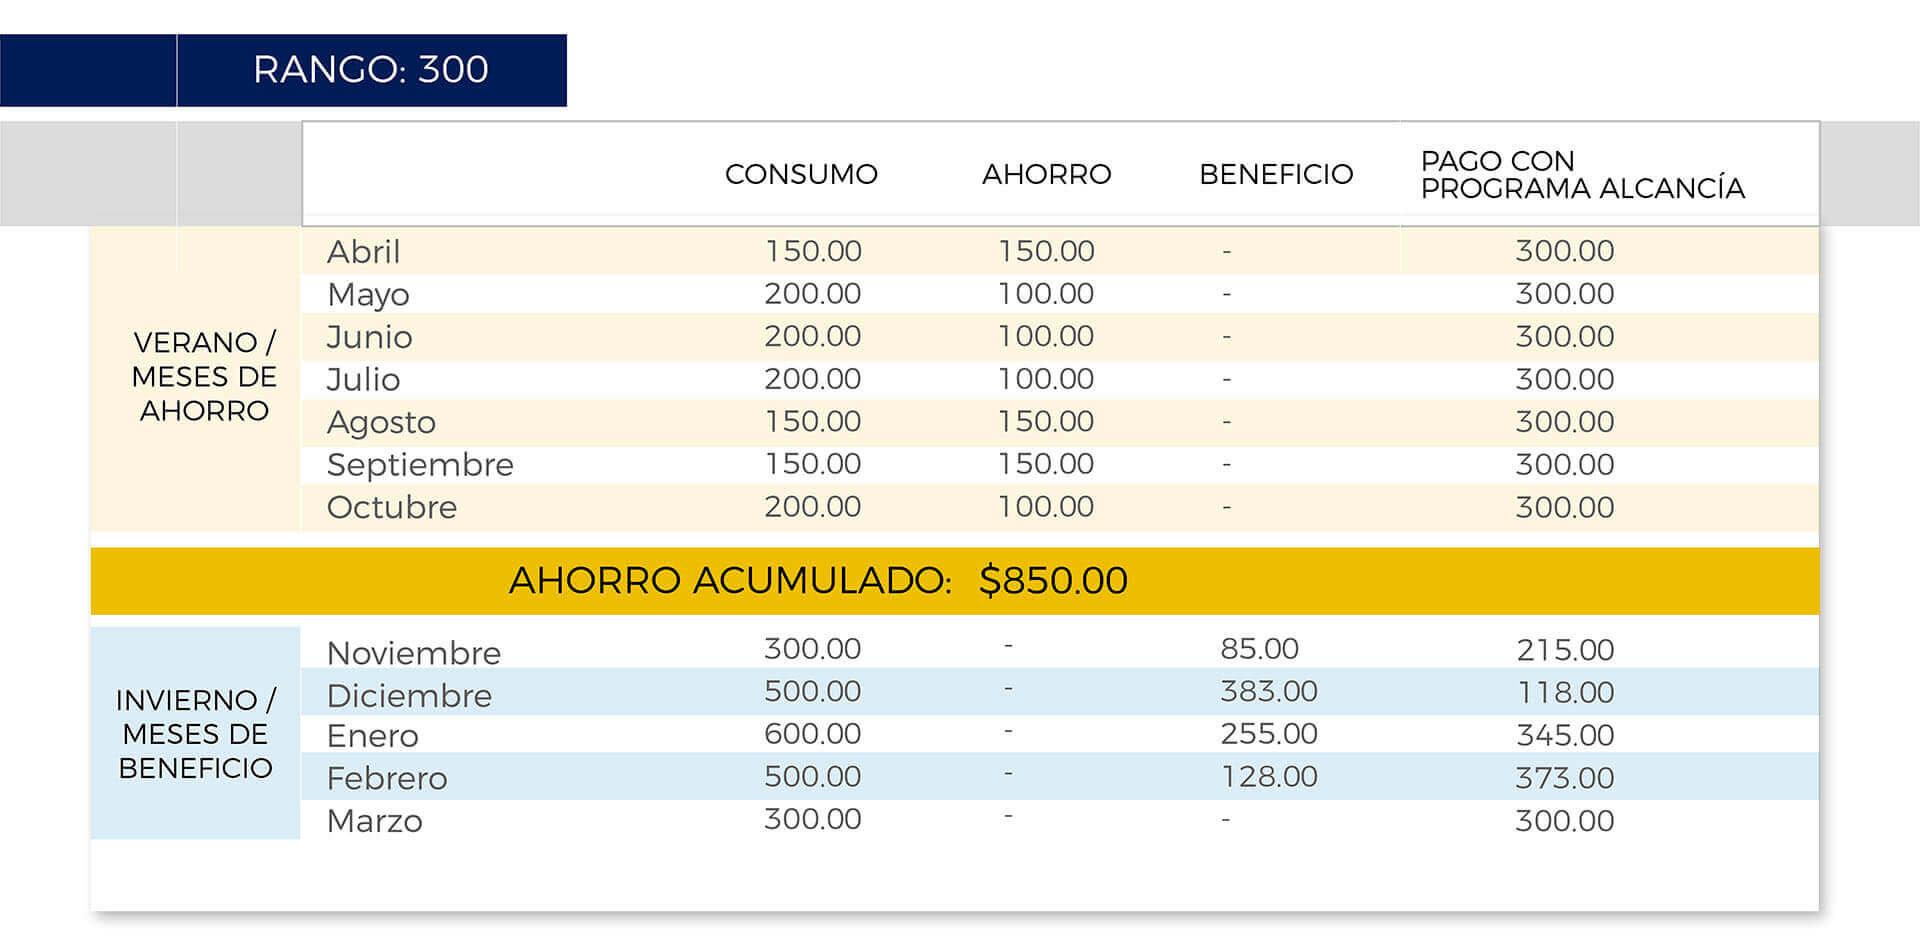 RANGO: 300
CONSUMO AHORRO BENEFICIO PAGO CON
PROGRAMA ALCANCÍA
VERANO /
MESES DE
AHORRO
Abril 150.00 150.00 - 300.00
Mayo 200.00 100.00 - 300.00
Junio 200.00 100.00 - 300.00
Julio 200.00 100.00 - 300.00
Agosto 150.00 150.00 - 300.00
Septiembre 150.00 150.00 - 300.00
Octubre 200.00 100.00 - 300.00
AHORRO ACUMULADO: $850.00
INVIERNO /
MESES DE
BENEFICIO
Noviembre 300.00 - 85.00 215.00
Diciembre 500.00 - 383.00 118.00
Enero 600.00 - 255.00 345.00
Febrero 500.00 - 128.00 373.00
Marzo 300.00 - - 300.00